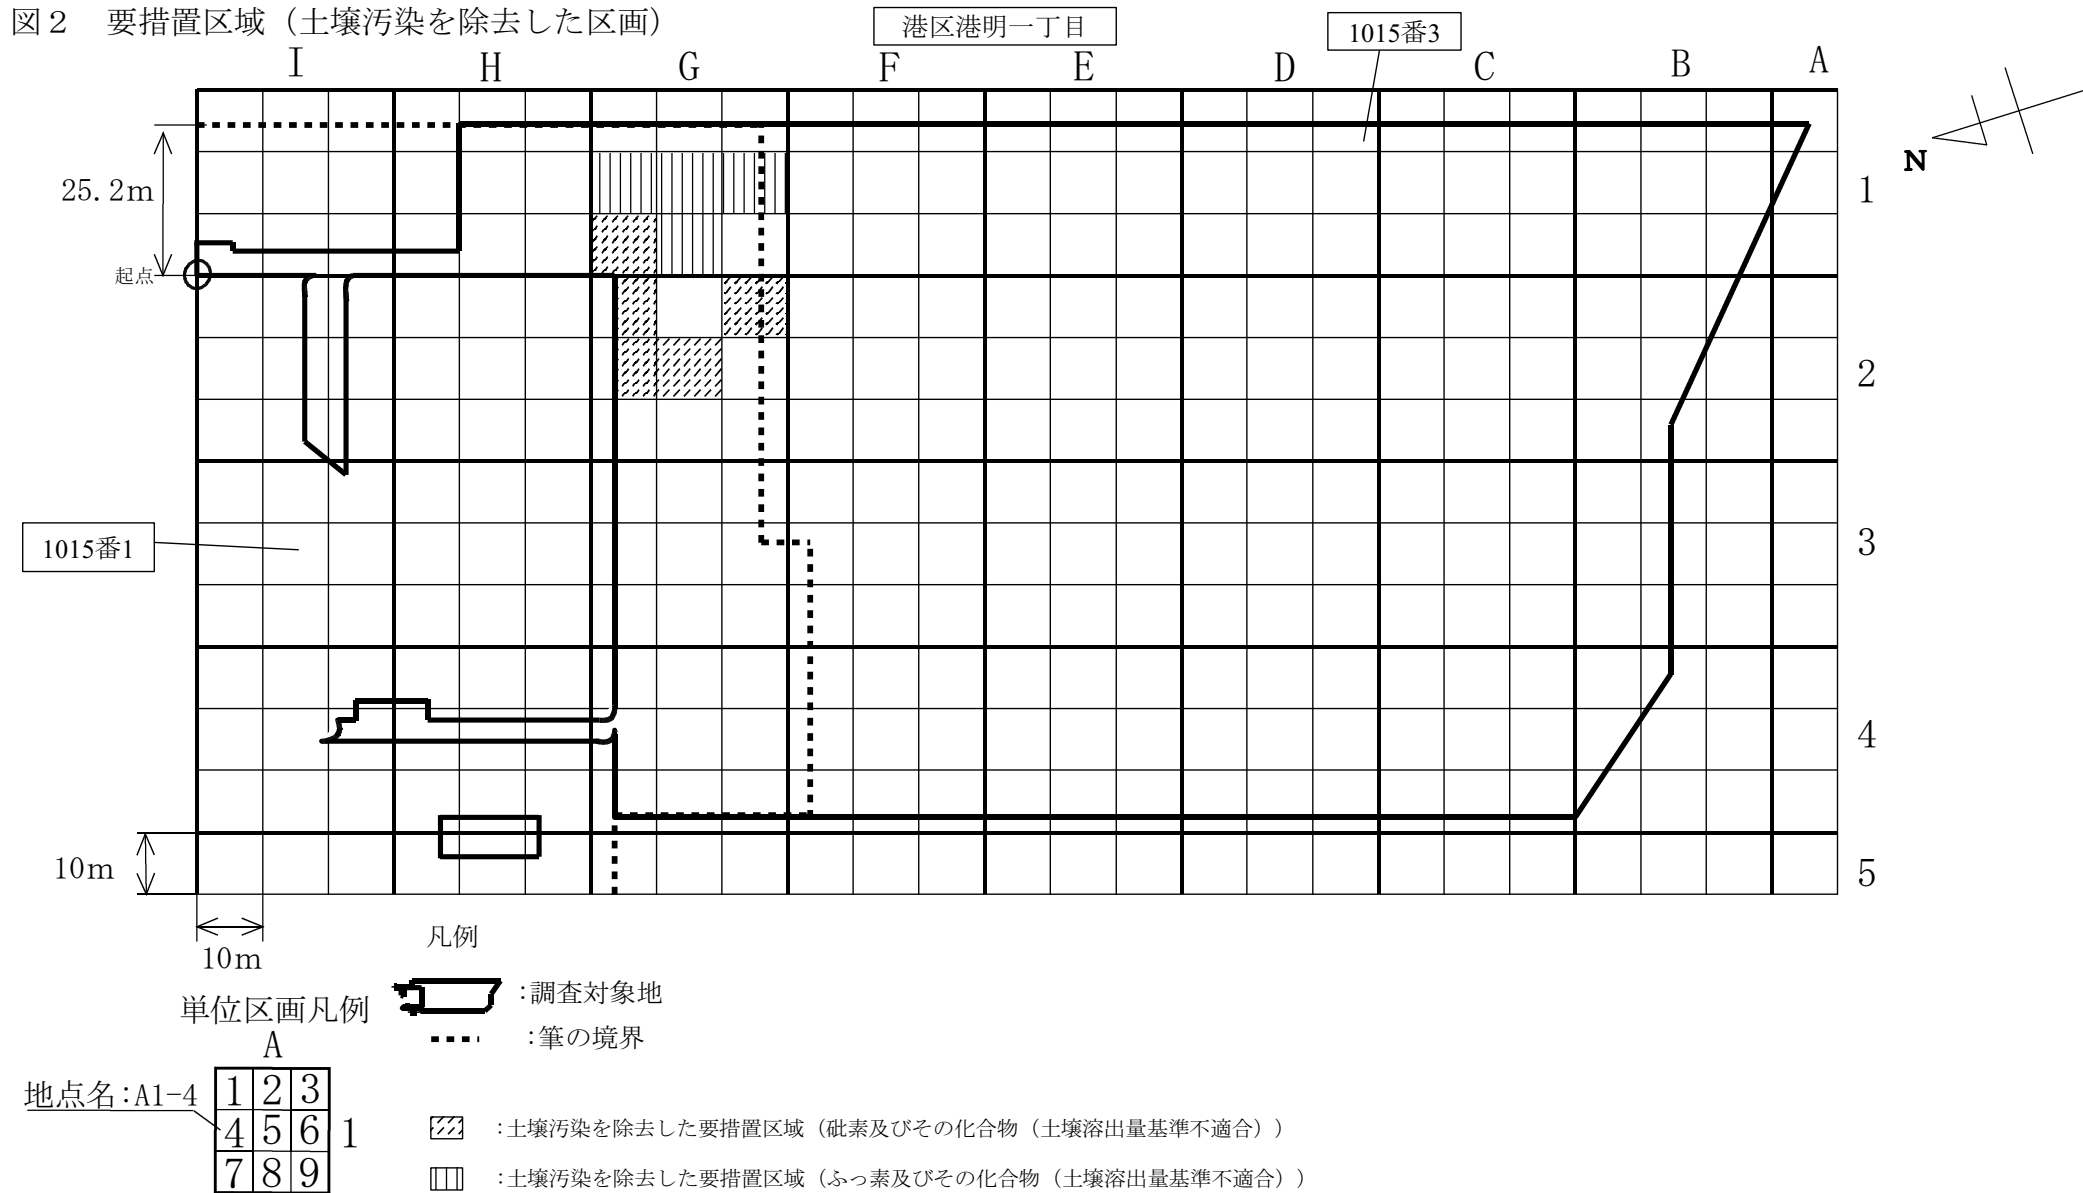 図２　要措置区域（土壌汚染を除去した区画）
港区港明一丁目
1015番3
I H G F E D C B A
N
25.2m
1
起点
2
1015番1
3
4
10m
5
10m
凡例
:調査対象地
:筆の境界
単位区画凡例
A
地点名:A1-4
1 2 3
4 5 6 1
7 8 9
:土壌汚染を除去した要措置区域（砒素及びその化合物（土壌溶出量基準不適合））
:土壌汚染を除去した要措置区域（ふっ素及びその化合物（土壌溶出量基準不適合））